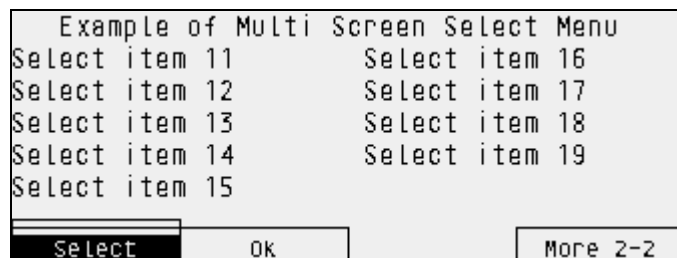 Example of Multi Screen Select Menu
Select item 11 Select item 16
Select item 12 Select item 17
Select item 13 Select item 18
Select item 14 Select item 19
Select item 15
Select Ok More 2-2